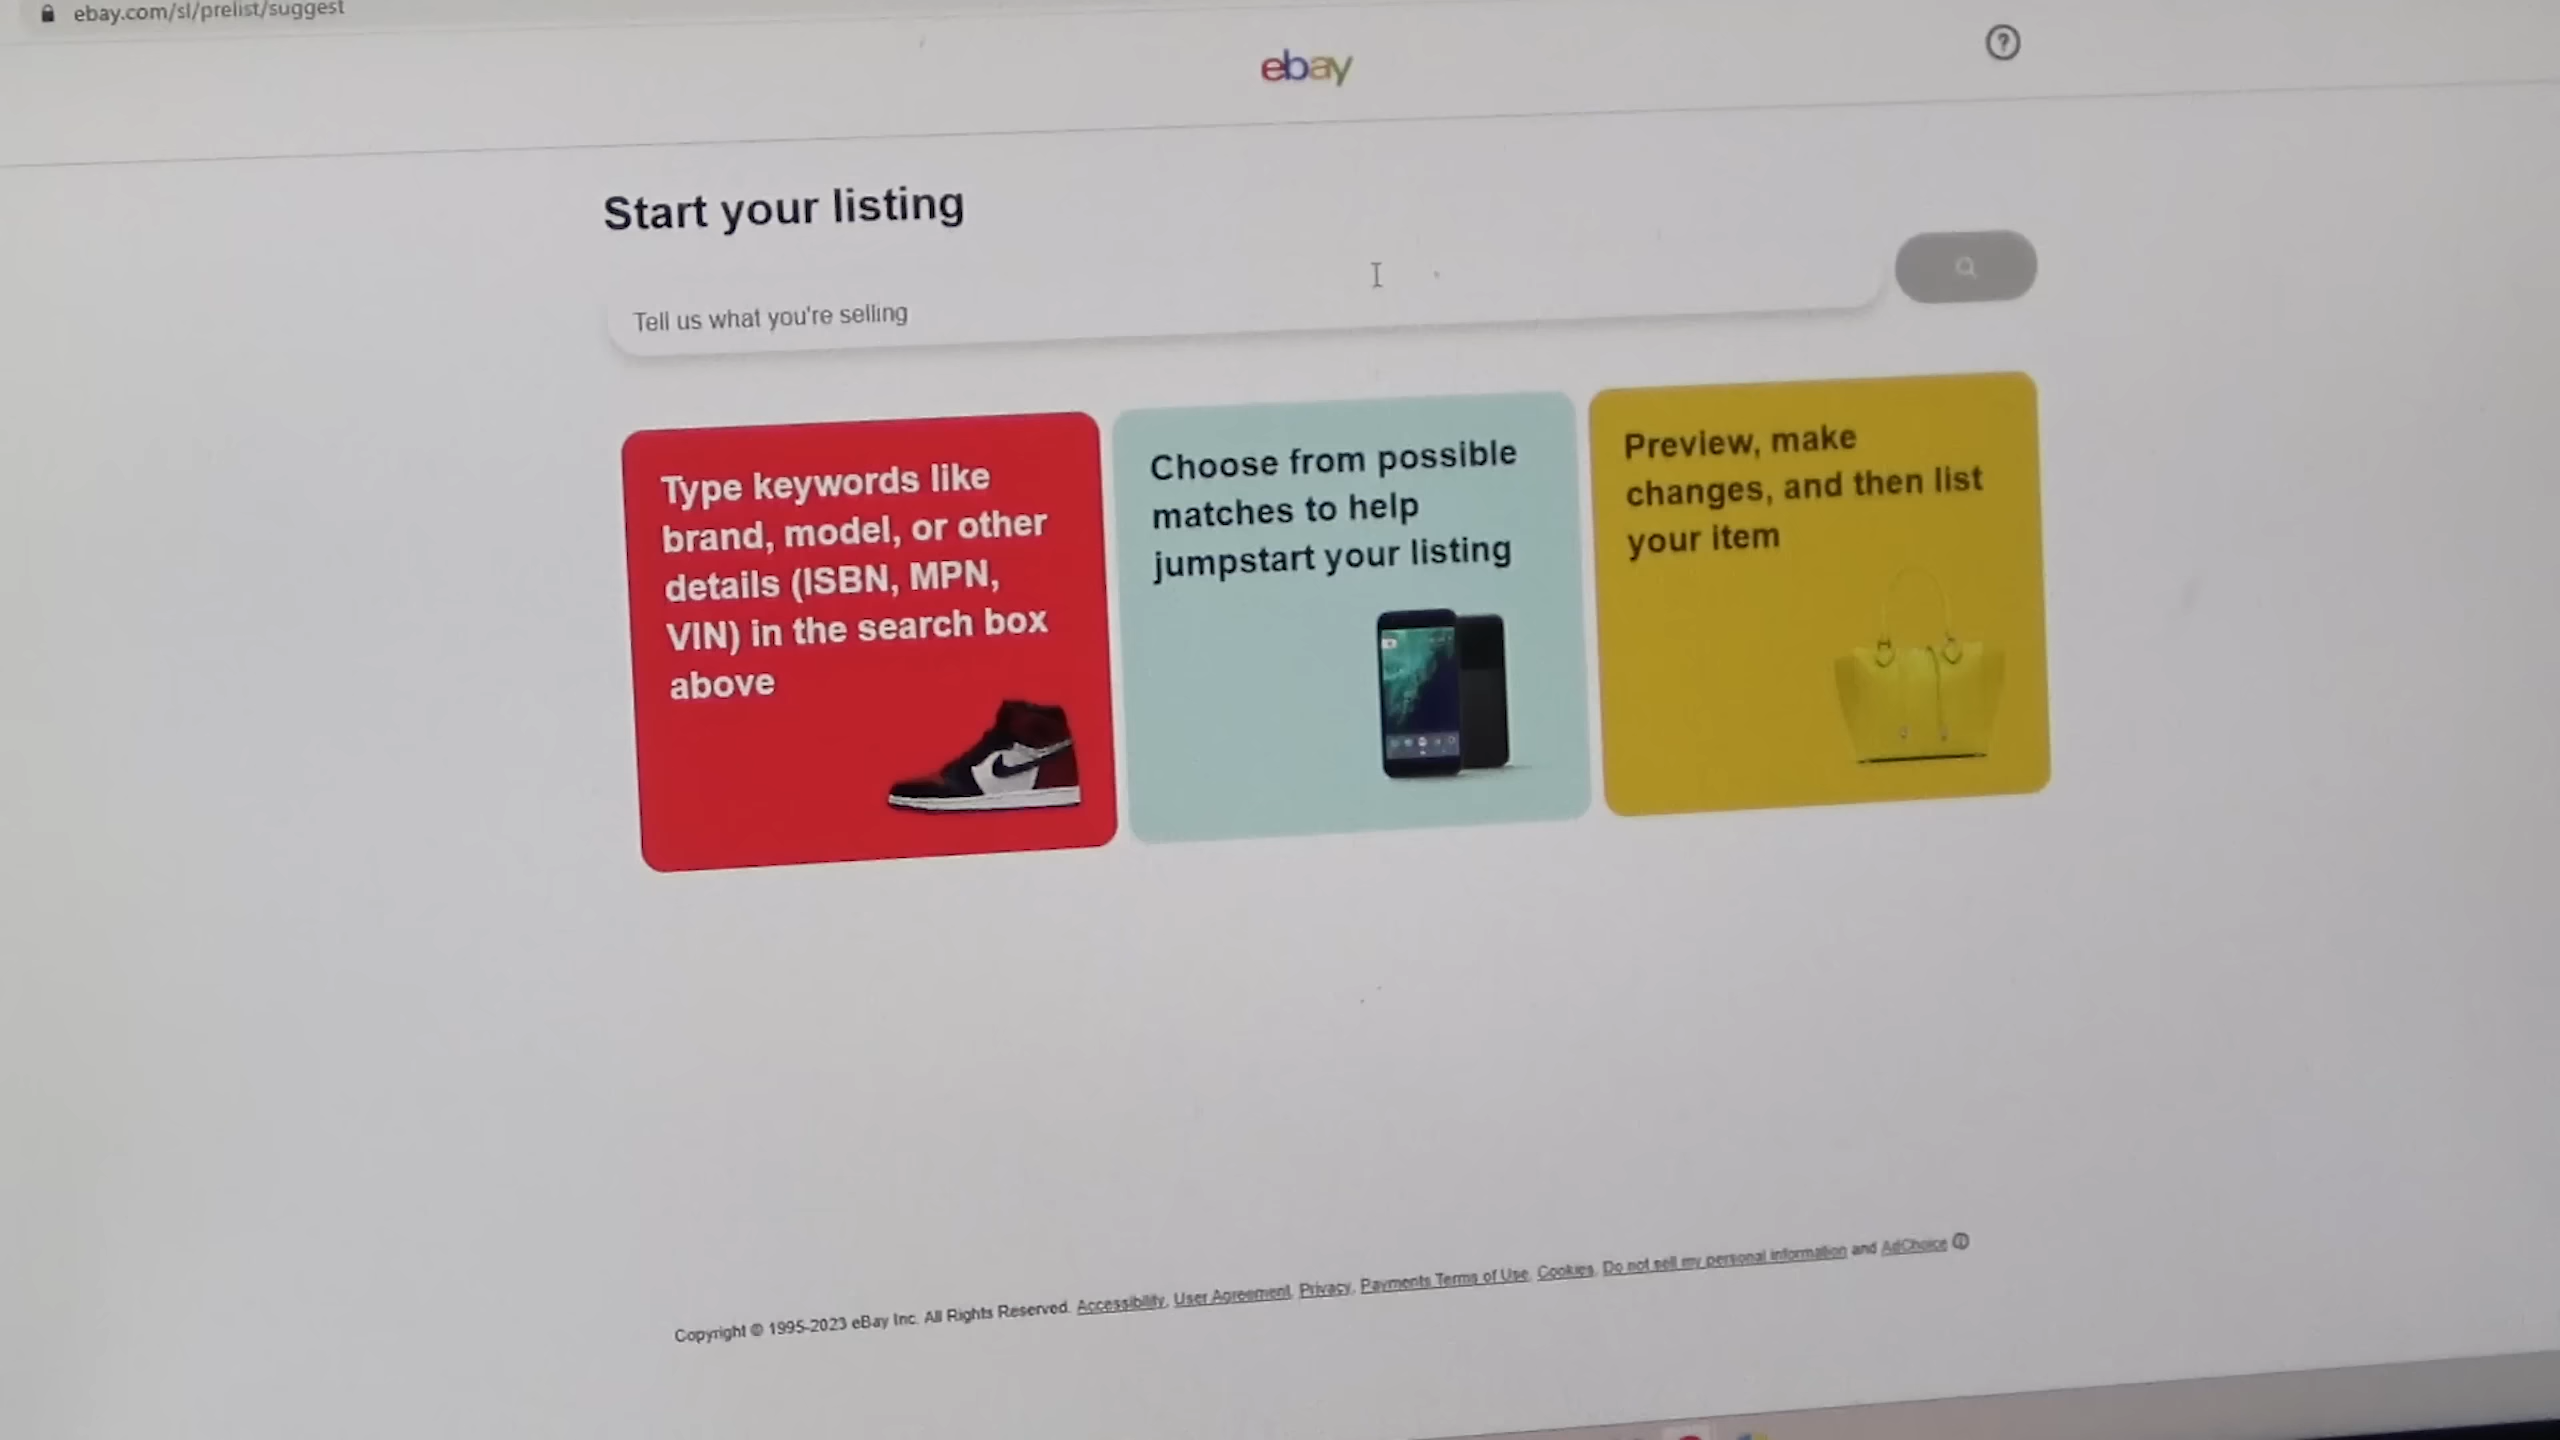 ebay.com/sl/prelist/suggest
ebay
Start your listing
Tell us what you're selling
Type keywords like
brand, model, or other
details (ISBN, MPN,
VIN) in the search box
above
Choose from possible
matches to help
jumpstart your listing
Preview, make
changes, and then list
your item
Copyright © 1995-2023 eBay Inc. All Rights Reserved. Accessibility, User Agreement, Privacy, Payments Terms of Use, Cookies, Do not sell my personal information and AdChoice